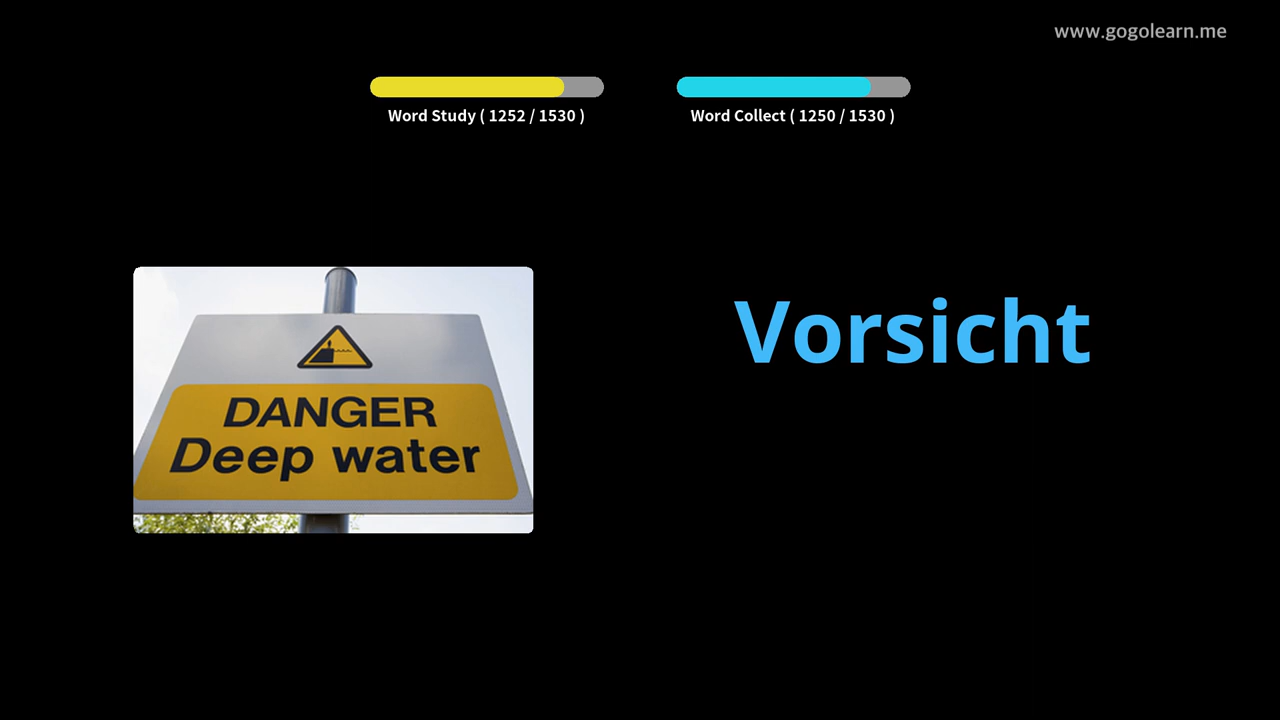 www.gogolearn.me
Word Study ( 1252 / 1530 )
Word Collect ( 1250 / 1530 )
DANGER
Deep water
Vorsicht